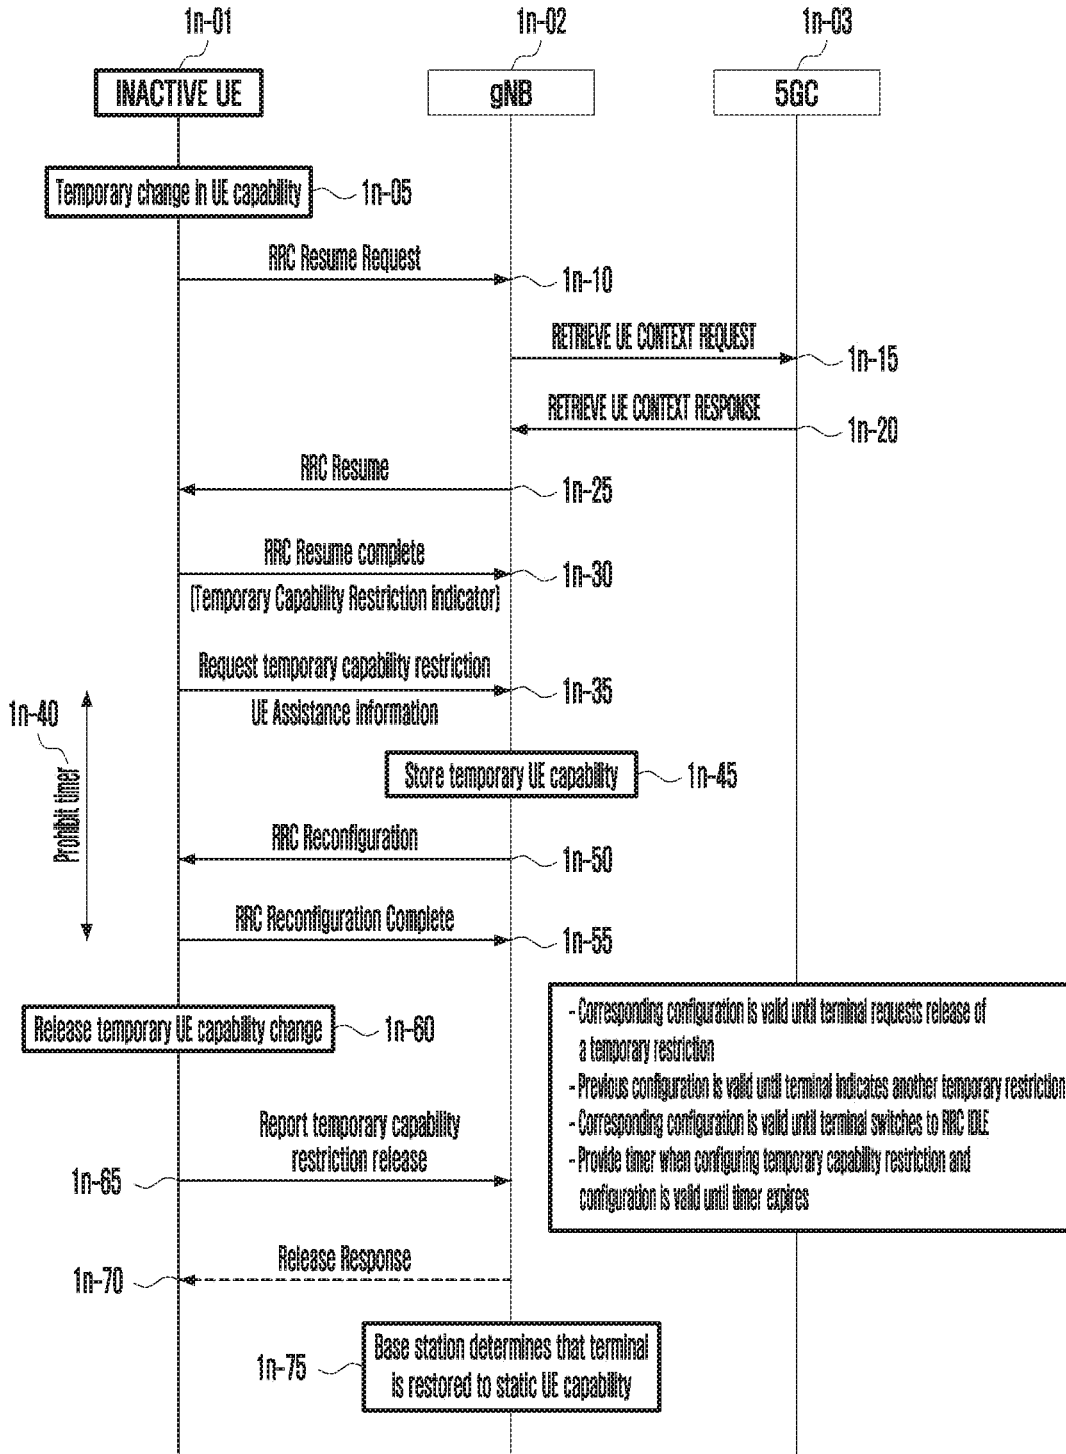 1n-01
1n-02
1n-03
INACTIVE UE
gNB
5GC
Temporary change in UE capability
1n-05
RRC Resume Request
1n-10
RETRIEVE UE CONTEXT REQUEST
1n-15
RETRIEVE UE CONTEXT RESPONSE
1n-20
RRC Resume
1n-25
RRC Resume complete
1n-30
(Temporary Capability Restriction Indicator)
Request temporary capability restriction
1n-35
UE Assistance Information
1n-40
Prohibit timer
Store temporary UE capability
1n-45
RRC Reconfiguration
1n-50
RRC Reconfiguration Complete
1n-55
Release temporary UE capability change
1n-60
- Corresponding configuration is valid until terminal requests release of
a temporary restriction
- Previous configuration is valid until terminal indicates another temporary restriction
- Corresponding configuration is valid until terminal switches to RRC IDLE
- Provide timer when configuring temporary capability restriction and
configuration is valid until timer expires
Report temporary capability
restriction release
1n-65
Release Response
1n-70
Base station determines that terminal
is restored to static UE capability
1n-75